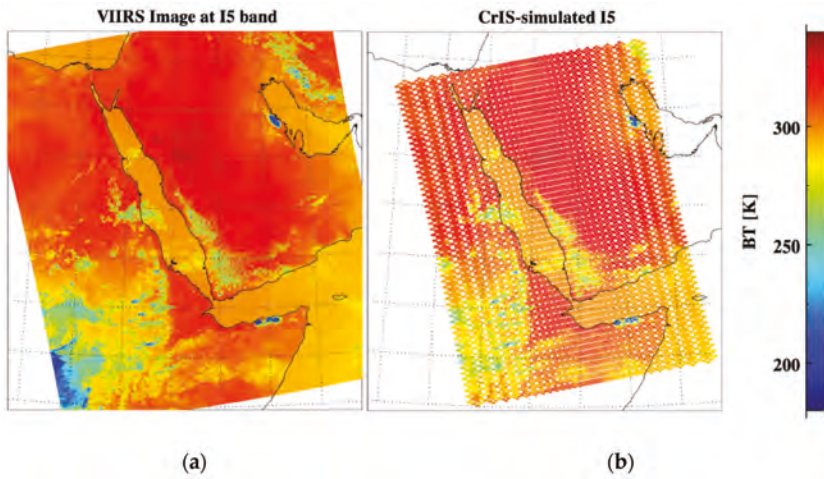 VIIRS Image at I5 band
CrIS-simulated I5
300
250
200
BT [K]
(a)
(b)